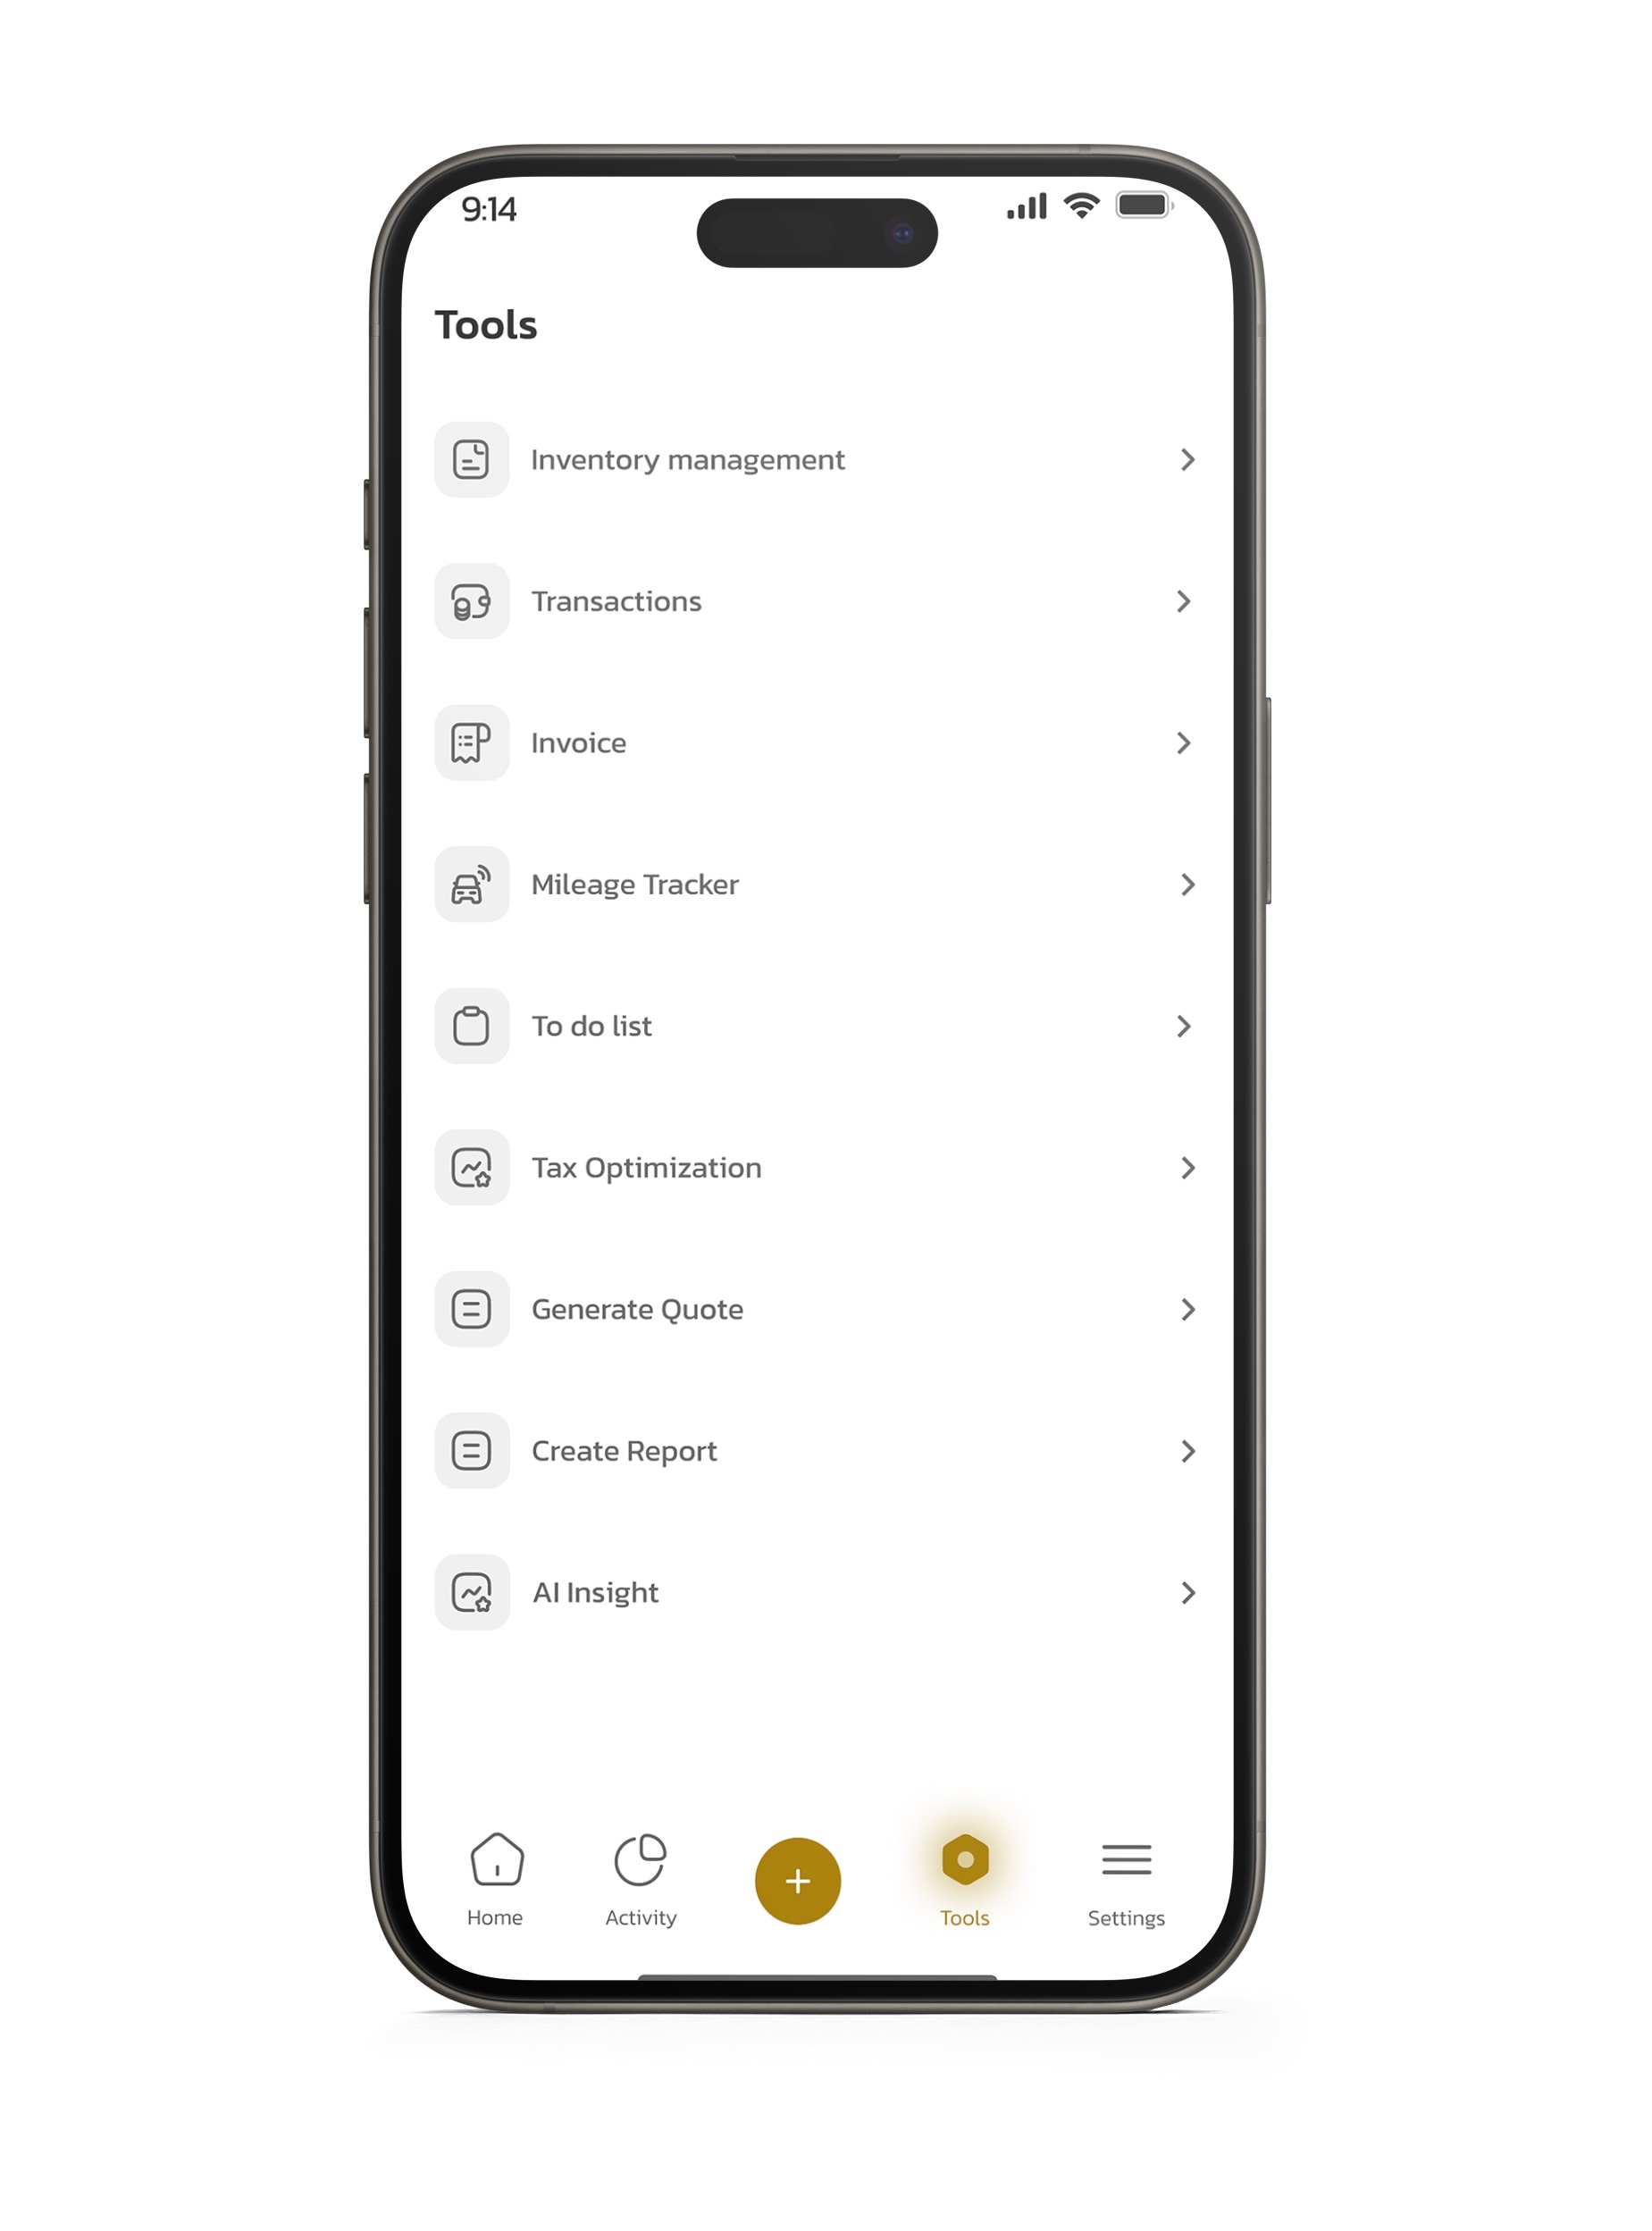 9:14
Tools
Inventory management
Transactions
Invoice
Mileage Tracker
To do list
Tax Optimization
Generate Quote
Create Report
AI Insight
Home Activity Tools Settings